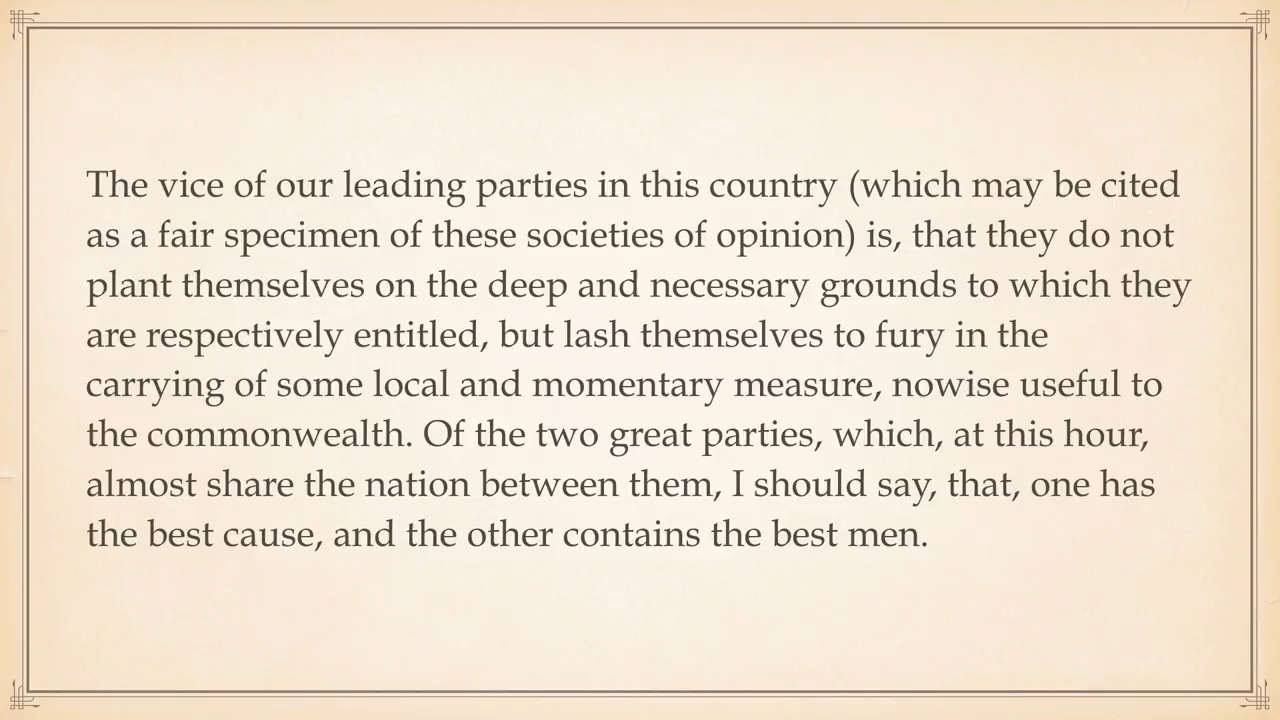 The vice of our leading parties in this country (which may be cited
as a fair specimen of these societies of opinion) is, that they do not
plant themselves on the deep and necessary grounds to which they
are respectively entitled, but lash themselves to fury in the
carrying of some local and momentary measure, nowise useful to
the commonwealth. Of the two great parties, which, at this hour,
almost share the nation between them, I should say, that, one has
the best cause, and the other contains the best men.